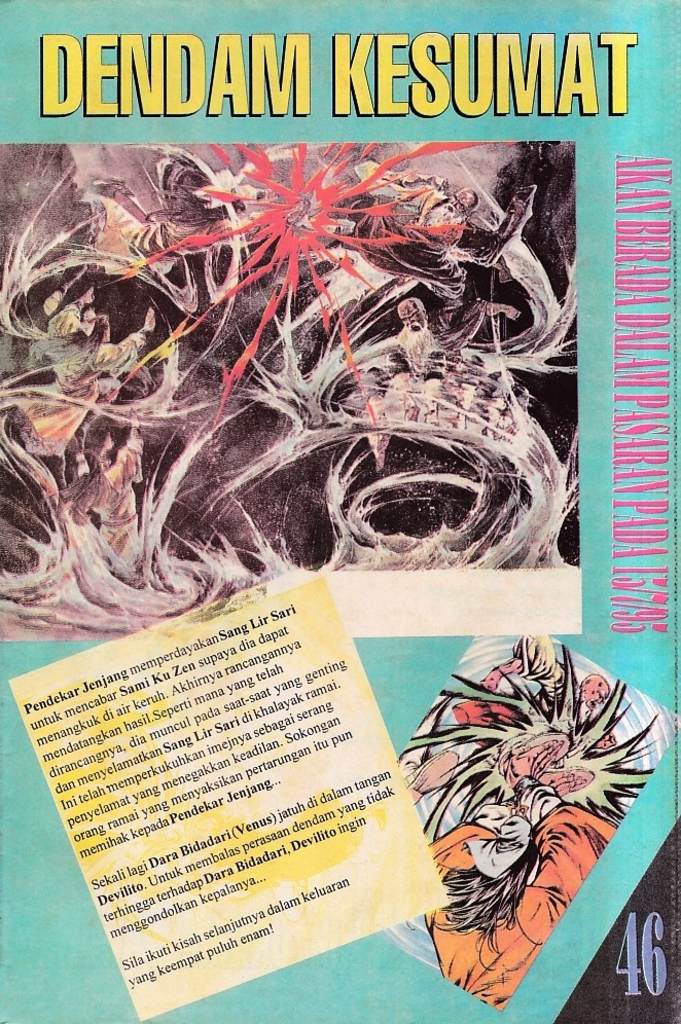 DENDAM KESUMAT
AKAN BERADA DALAM PASARAN PADA 15/7/95
Pendekar Jenjang memperdayakan Sang Lir Sari
untuk mencabar Sami Ku Zen supaya dia dapat
menangkuk di air keruh. Akhirnya rancangannya
mendatangkan hasil. Seperti mana yang telah
dirancangnya, dia muncul pada saat-saat yang genting
dan menyelamatkan Sang Lir Sari di khalayak ramai.
Ini telah memperkukuhkan imejnya sebagai seorang
penyelamat yang menegakkan keadilan. Sokongan
orang ramai yang menyaksikan pertarungan itu pun
memihak kepada Pendekar Jenjang...
Sekali lagi Dara Bidadari (Venus) jatuh di dalam tangan
Devilito. Untuk membalas perasaan dendam yang tidak
terhingga terhadap Dara Bidadari, Devilito ingin
menggondolkan kepalanya...
Sila ikuti kisah selanjutnya dalam keluaran
yang keempat puluh enam!
46